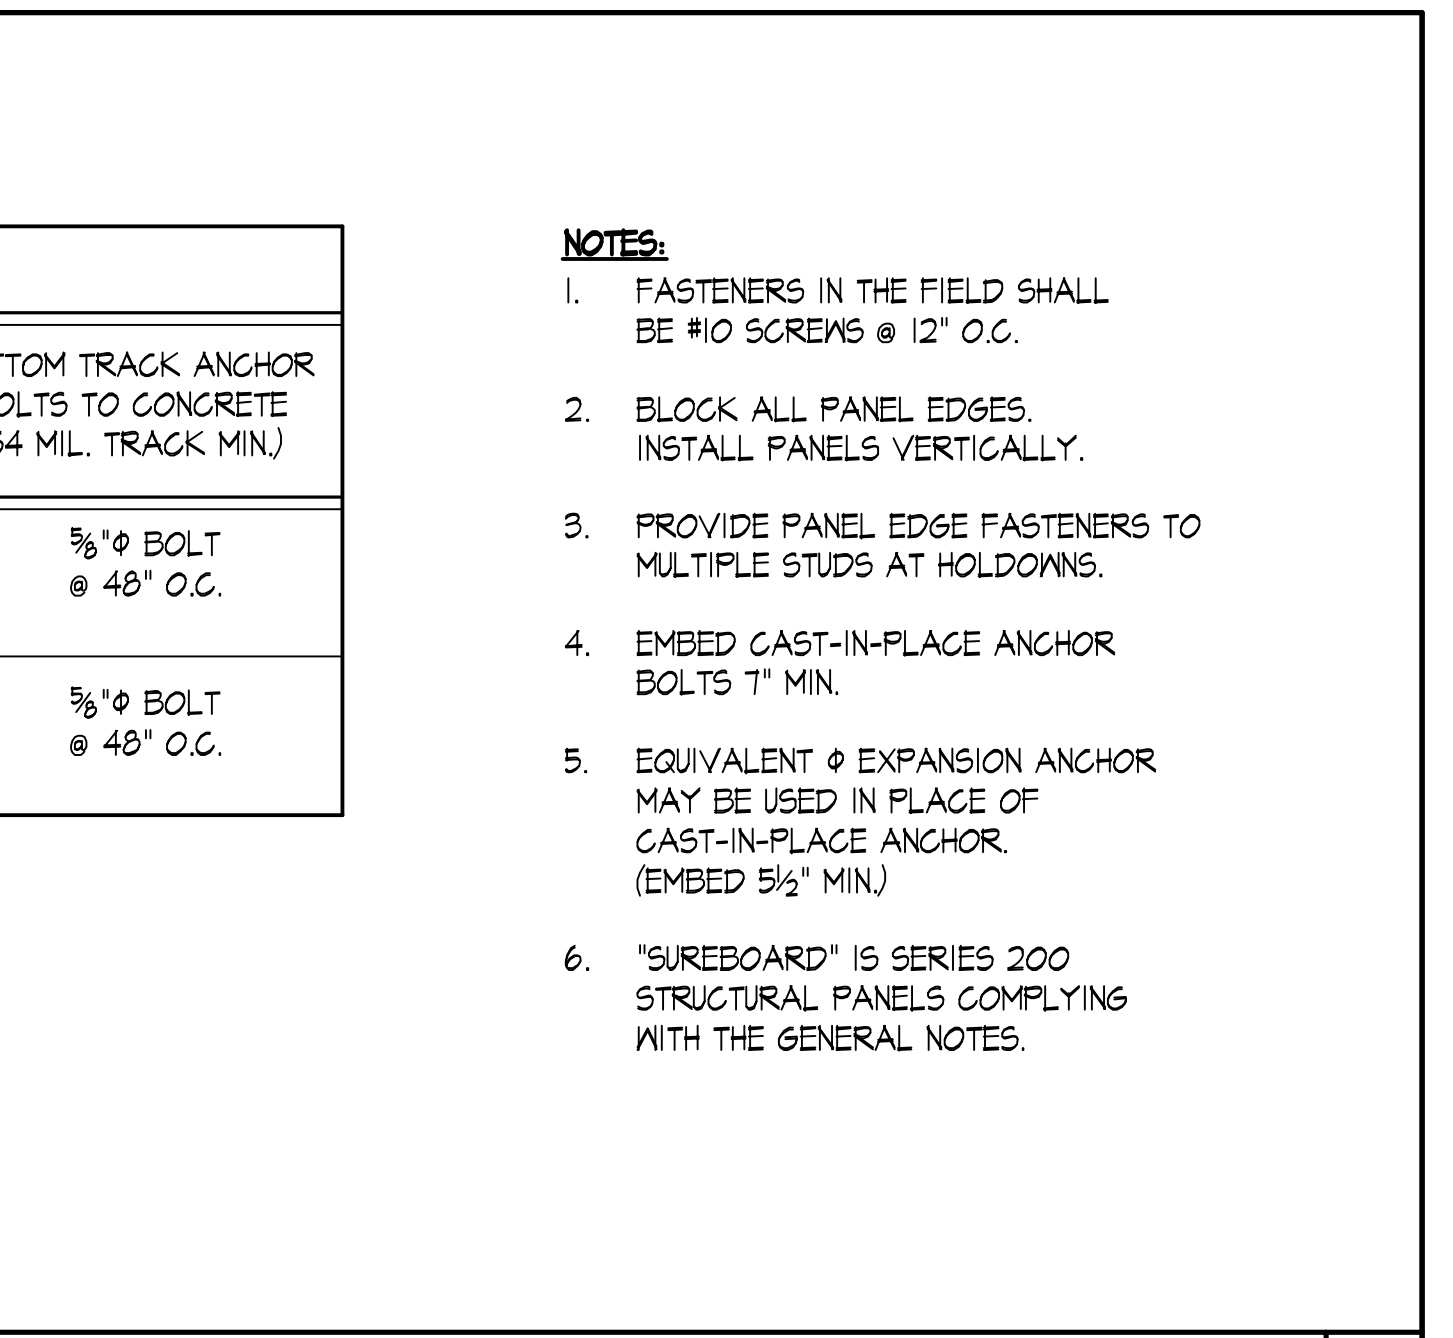 TRACK ANCHOR
TO CONCRETE
MIL. TRACK MIN.)
⅝"Φ BOLT
@ 48" O.C.
⅝"Φ BOLT
@ 48" O.C.
NOTES:
1. FASTENERS IN THE FIELD SHALL
BE #10 SCREWS @ 12" O.C.
2. BLOCK ALL PANEL EDGES.
INSTALL PANELS VERTICALLY.
3. PROVIDE PANEL EDGE FASTENERS TO
MULTIPLE STUDS AT HOLDOWNS.
4. EMBED CAST-IN-PLACE ANCHOR
BOLTS 7" MIN.
5. EQUIVALENT Φ EXPANSION ANCHOR
MAY BE USED IN PLACE OF
CAST-IN-PLACE ANCHOR.
(EMBED 5½" MIN.)
6. "SUREBOARD" IS SERIES 200
STRUCTURAL PANELS COMPLYING
WITH THE GENERAL NOTES.